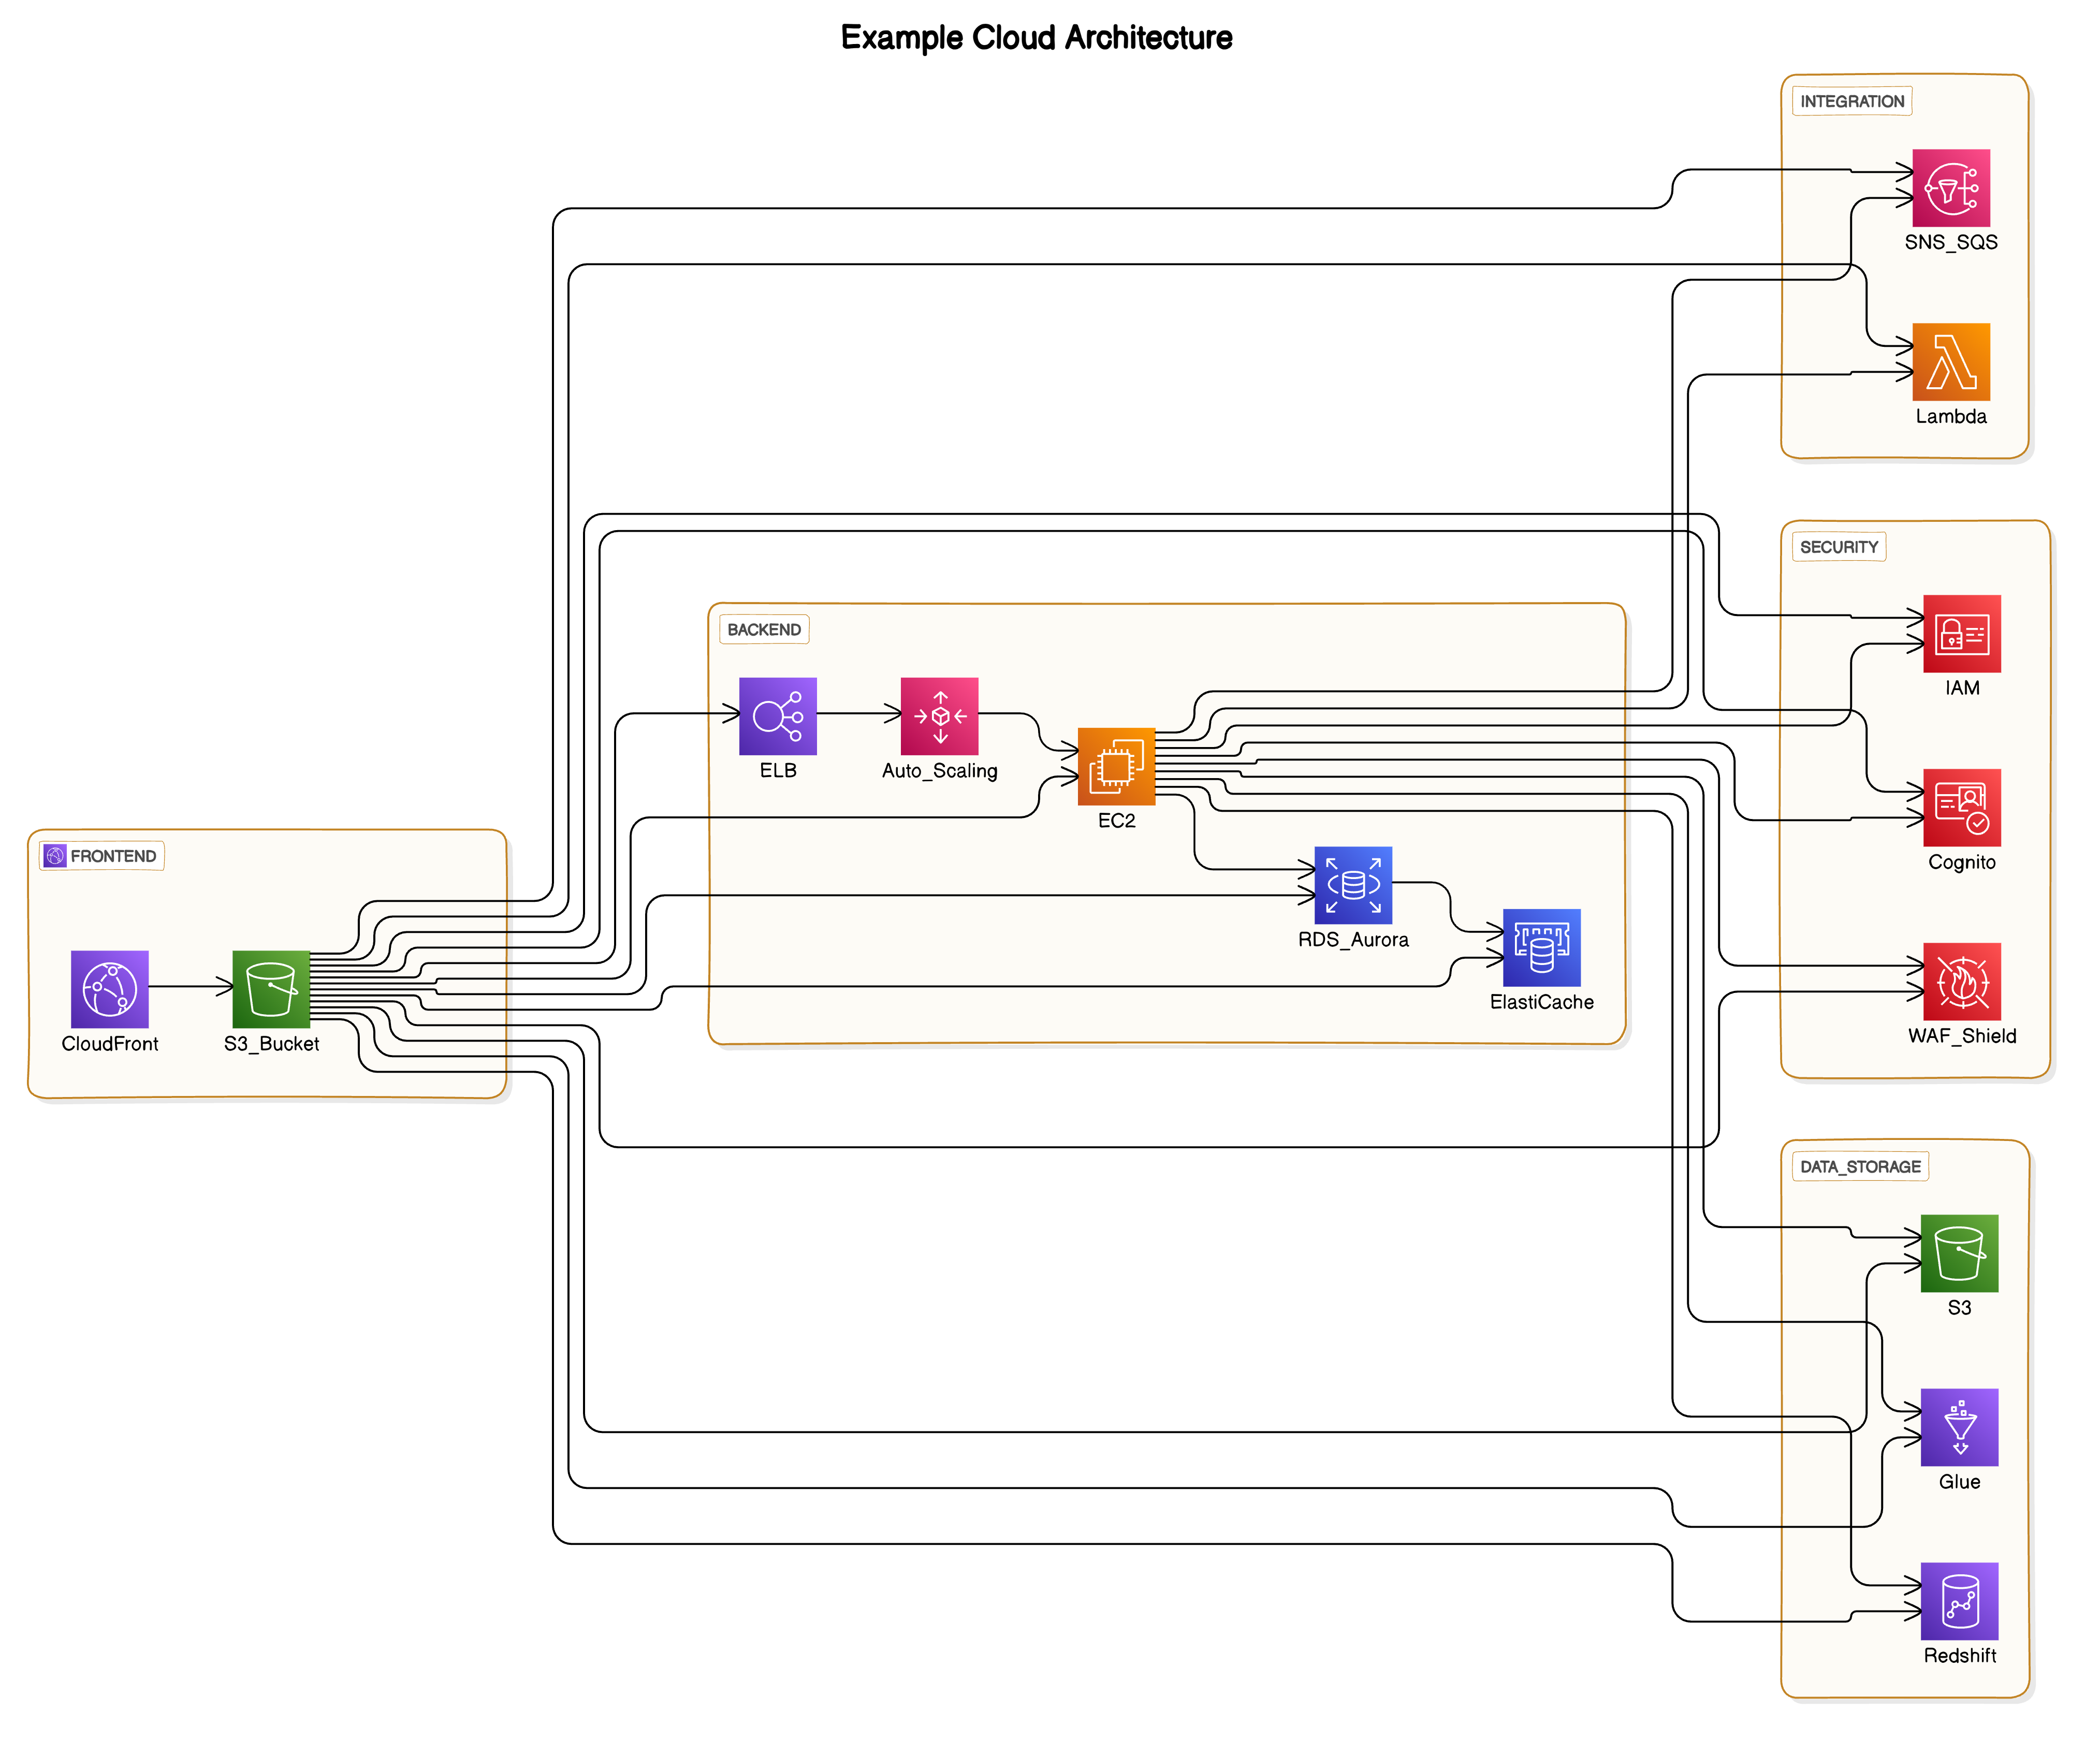 Example Cloud Architecture
INTEGRATION
SNS_SQS
Lambda
SECURITY
IAM
Cognito
WAF_Shield
BACKEND
ELB
Auto_Scaling
EC2
RDS_Aurora
ElastiCache
FRONTEND
CloudFront
S3_Bucket
DATA_STORAGE
S3
Glue
Redshift